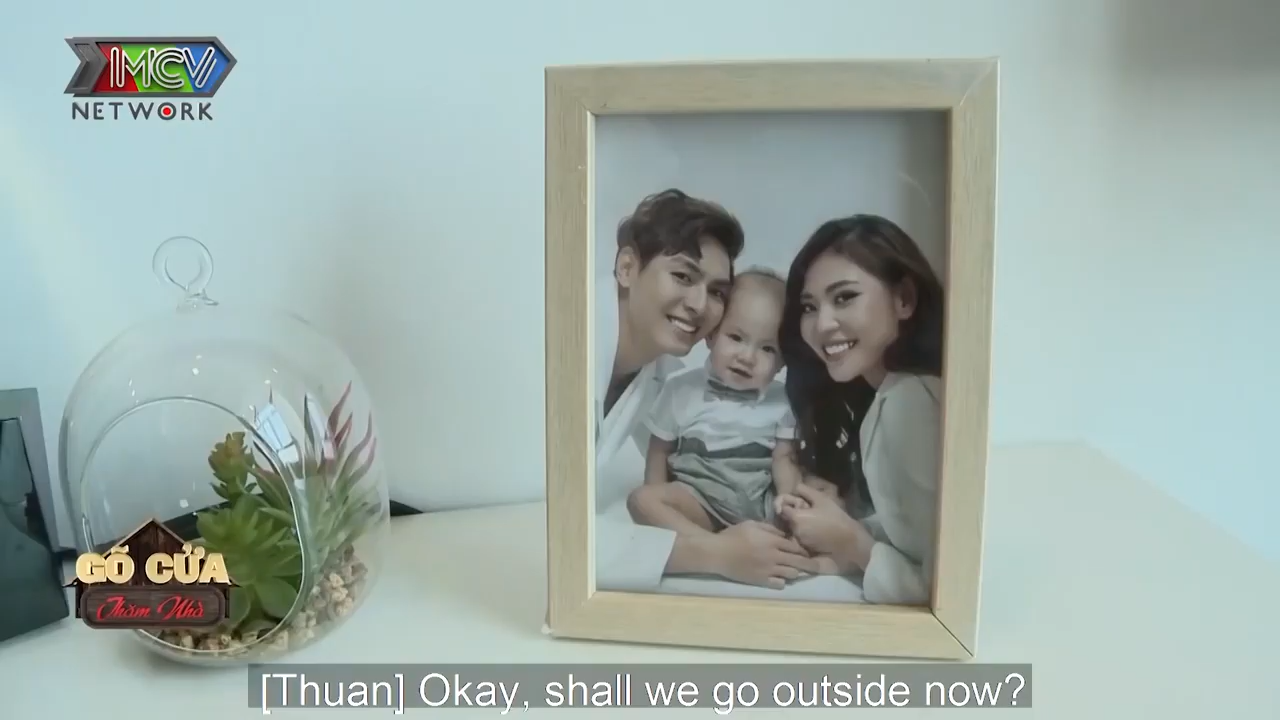 MCV
NETWORK
GÕ CỬA
Thăm Nhà
[Thuan] Okay, shall we go outside now?